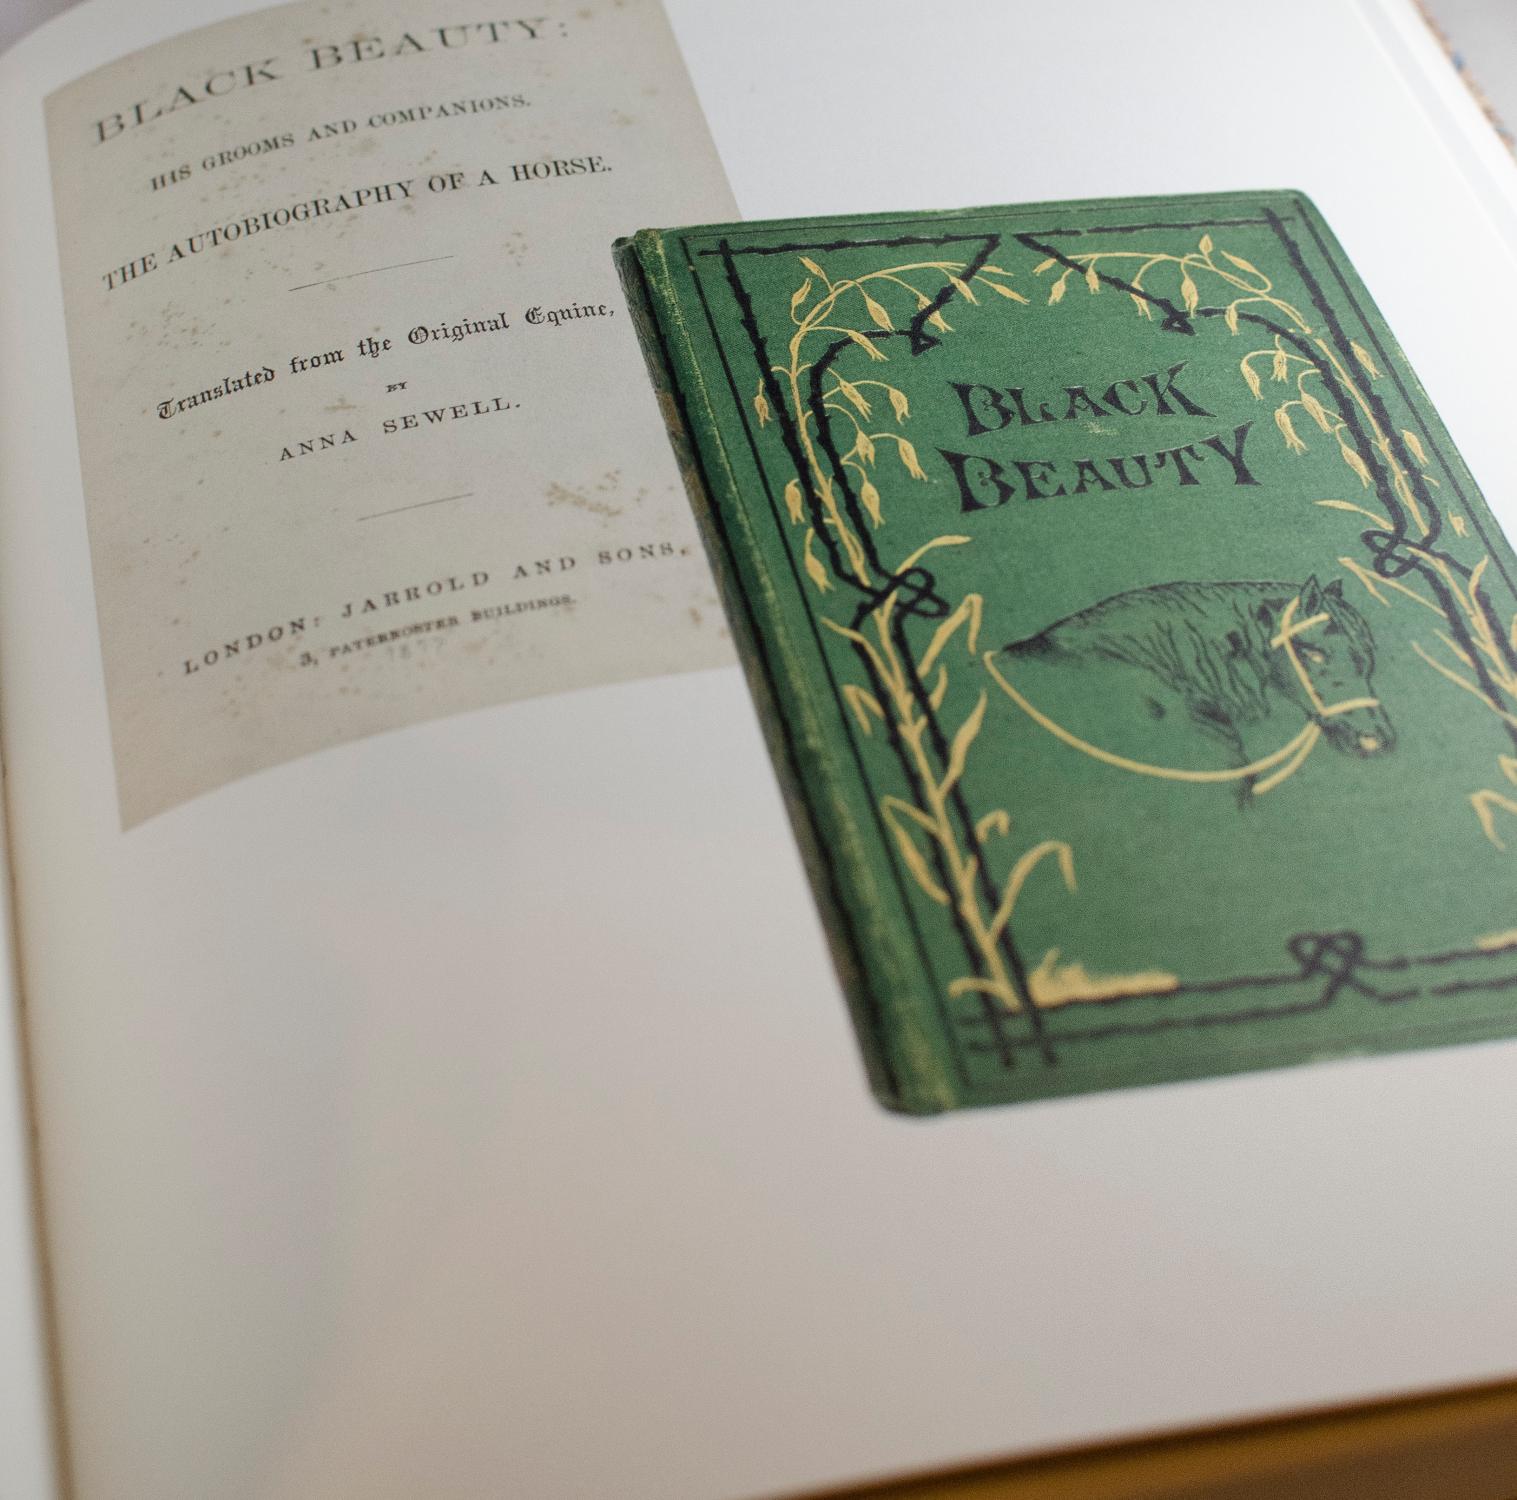 BLACK BEAUTY:
HIS GROOMS AND COMPANIONS.
THE AUTOBIOGRAPHY OF A HORSE.
Translated from the Original Equine,
BY
ANNA SEWELL.
LONDON: JARROLD AND SONS,
3, PATERNOSTER BUILDINGS.
1877
BLACK
BEAUTY